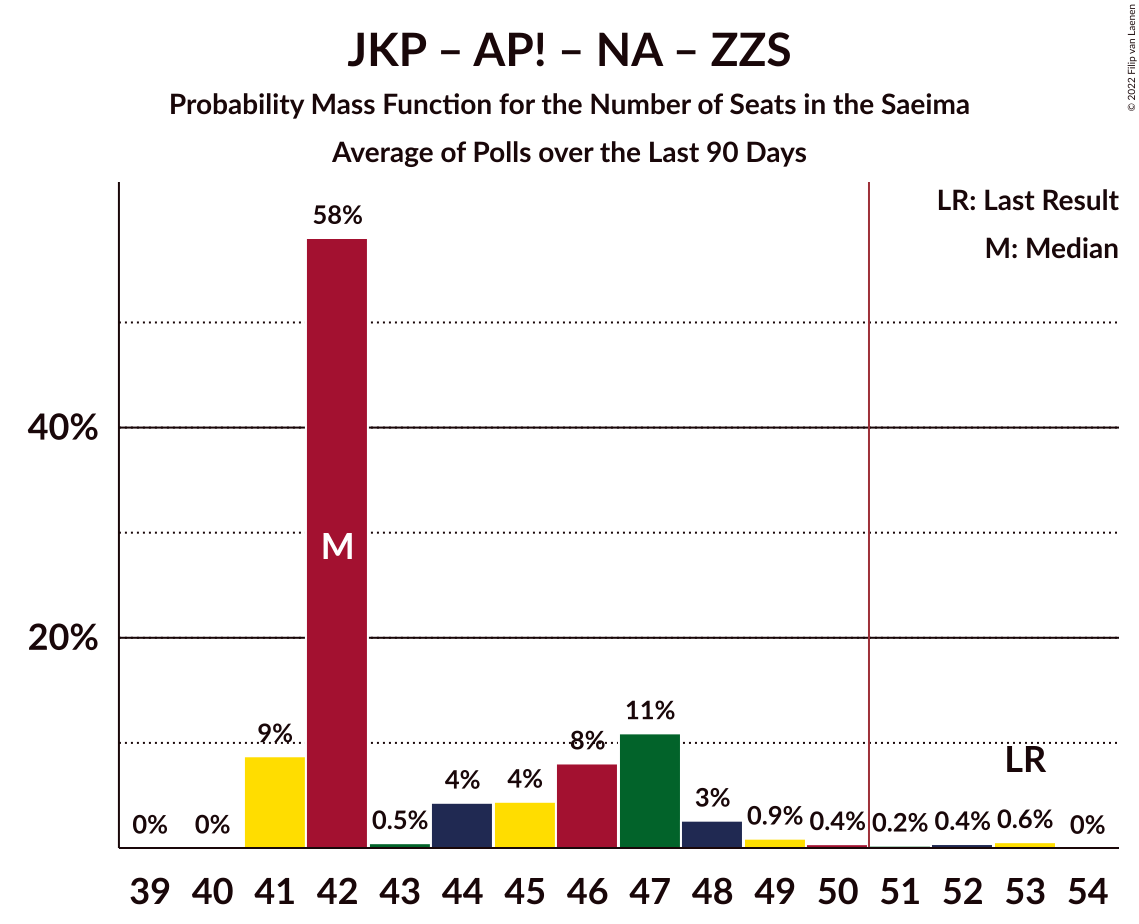 JKP – AP! – NA – ZZS
Probability Mass Function for the Number of Seats in the Saeima
Average of Polls over the Last 90 Days
© 2022 Filip van Laenen
LR: Last Result
M: Median
58%
40%
M
20%
11%
9%
8%
LR
4%
4%
3%
0%
0%
0.5%
0.9%
0.4%
0.2%
0.4%
0.6%
0%
39 40 41 42 43 44 45 46 47 48 49 50 51 52 53 54